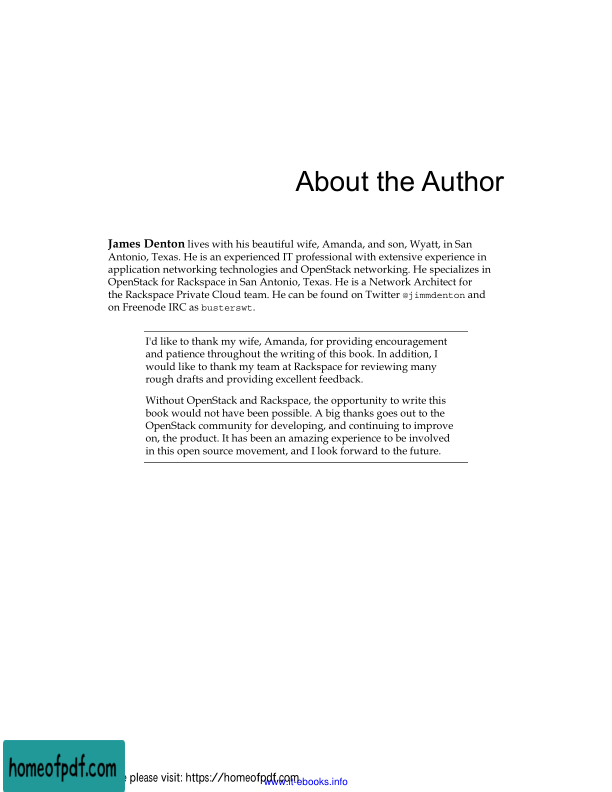 About the Author
James Denton lives with his beautiful wife, Amanda, and son, Wyatt, in San
Antonio, Texas. He is an experienced IT professional with extensive experience in
application networking technologies and OpenStack networking. He specializes in
OpenStack for Rackspace in San Antonio, Texas. He is a Network Architect for
the Rackspace Private Cloud team. He can be found on Twitter @jimmdenton and
on Freenode IRC as busterswt.
I'd like to thank my wife, Amanda, for providing encouragement
and patience throughout the writing of this book. In addition, I
would like to thank my team at Rackspace for reviewing many
rough drafts and providing excellent feedback.
Without OpenStack and Rackspace, the opportunity to write this
book would not have been possible. A big thanks goes out to the
OpenStack community for developing, and continuing to improve
on, the product. It has been an amazing experience to be involved
in this open source movement, and I look forward to the future.
homeofpdf.com
please visit: https://homeofpdf.com
www.it-ebooks.info